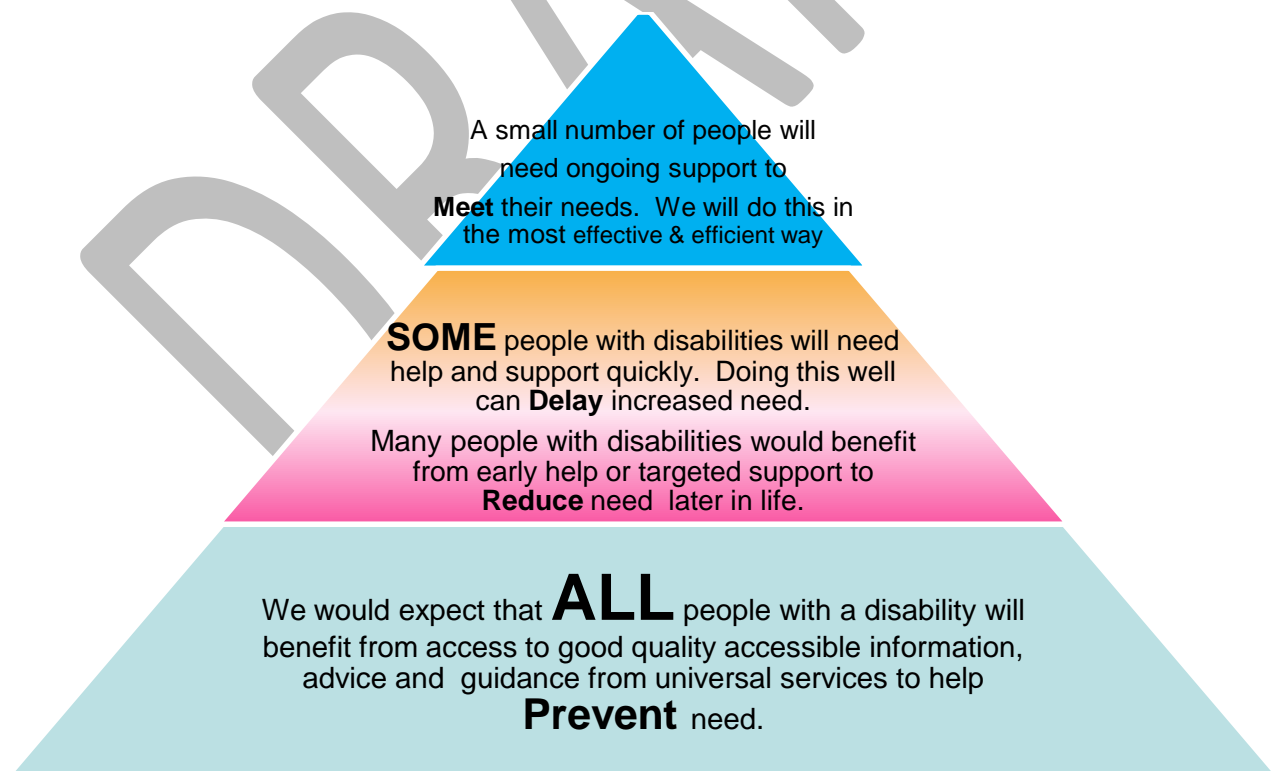 DRAF
A small number of people will
need ongoing support to
Meet their needs.  We will do this in
the most effective & efficient way
SOME people with disabilities will need
help and support quickly.  Doing this well
can Delay increased need.
Many people with disabilities would benefit
from early help or targeted support to
Reduce need  later in life.
We would expect that ALL people with a disability will
benefit from access to good quality accessible information,
advice and  guidance from universal services to help
Prevent need.